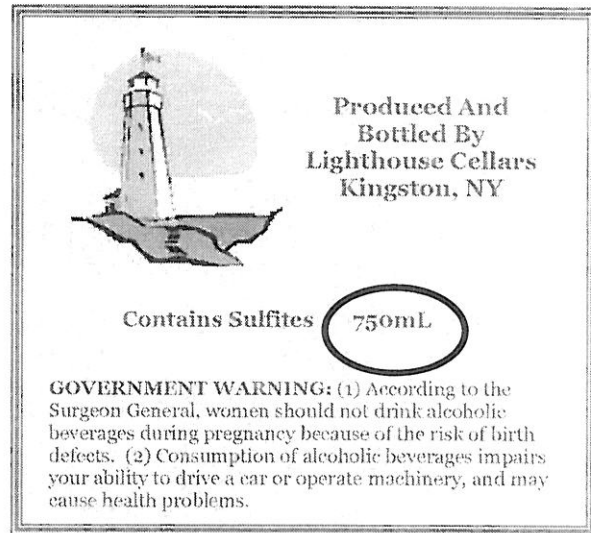 Produced And
Bottled By
Lighthouse Cellars
Kingston, NY
Contains Sulfites 750mL
GOVERNMENT WARNING: (1) According to the
Surgeon General, women should not drink alcoholic
beverages during pregnancy because of the risk of birth
defects. (2) Consumption of alcoholic beverages impairs
your ability to drive a car or operate machinery, and may
cause health problems.